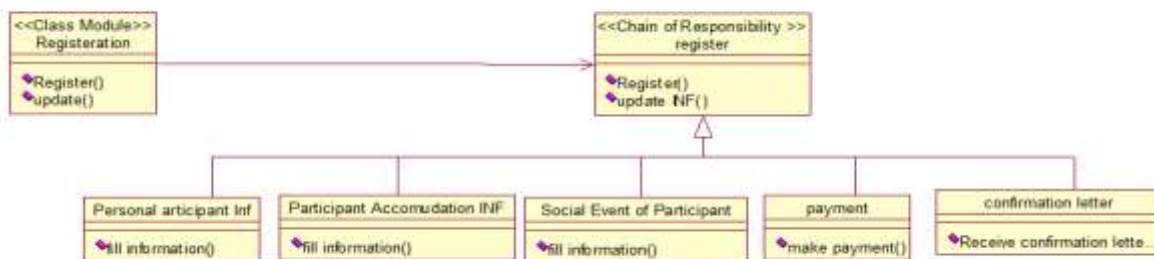 <<Class Module>>
Registeration
Register()
update()
<<Chain of Responsibility >>
register
Register()
update INF()
Personal articipant Inf
fill information()
Participant Accomudation INF
fill information()
Social Event of Participant
fill information()
payment
make payment()
confirmation letter
Receive confirmation lette...